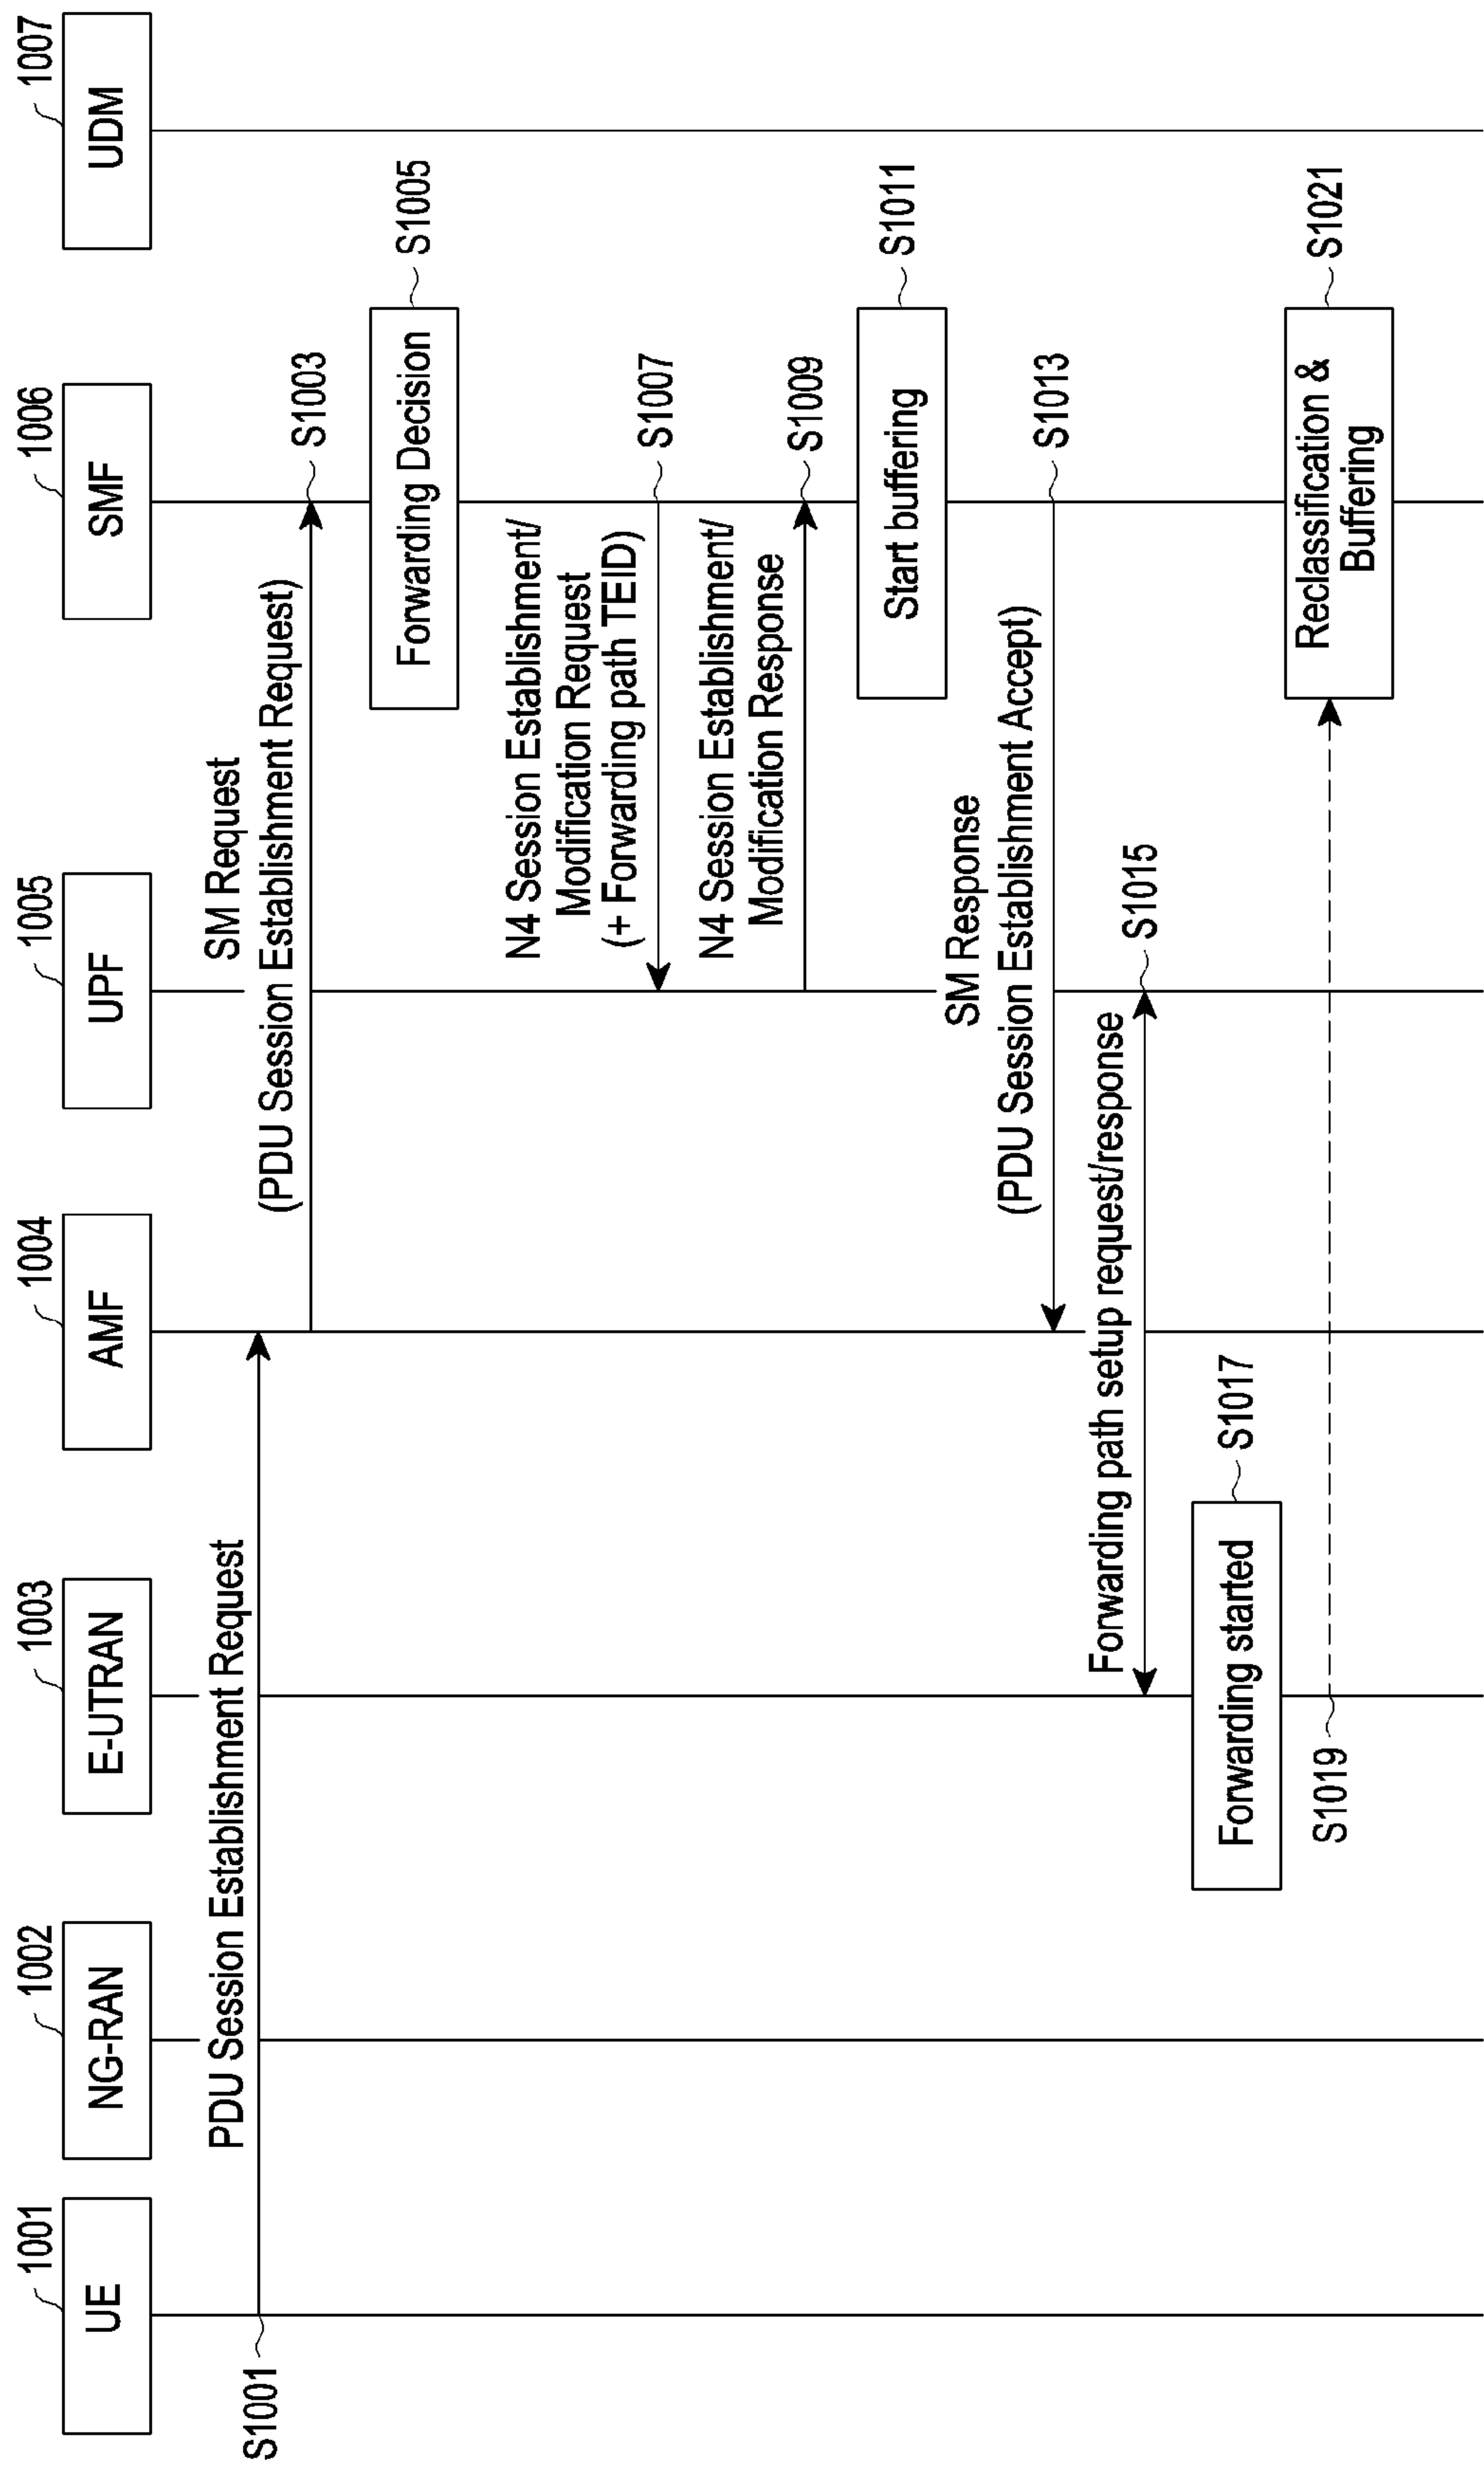 1001
1002
1003
1004
1005
1006
1007
UE
NG-RAN
E-UTRAN
AMF
UPF
SMF
UDM
S1001
PDU Session Establishment Request
SM Request
(PDU Session Establishment Request)
S1003
Forwarding Decision
S1005
N4 Session Establishment/
Modification Request
(+ Forwarding path TEID)
S1007
N4 Session Establishment/
Modification Response
S1009
Start buffering
S1011
SM Response
(PDU Session Establishment Accept)
S1013
Forwarding path setup request/response
S1015
Forwarding started
S1017
S1019
Reclassification &
Buffering
S1021